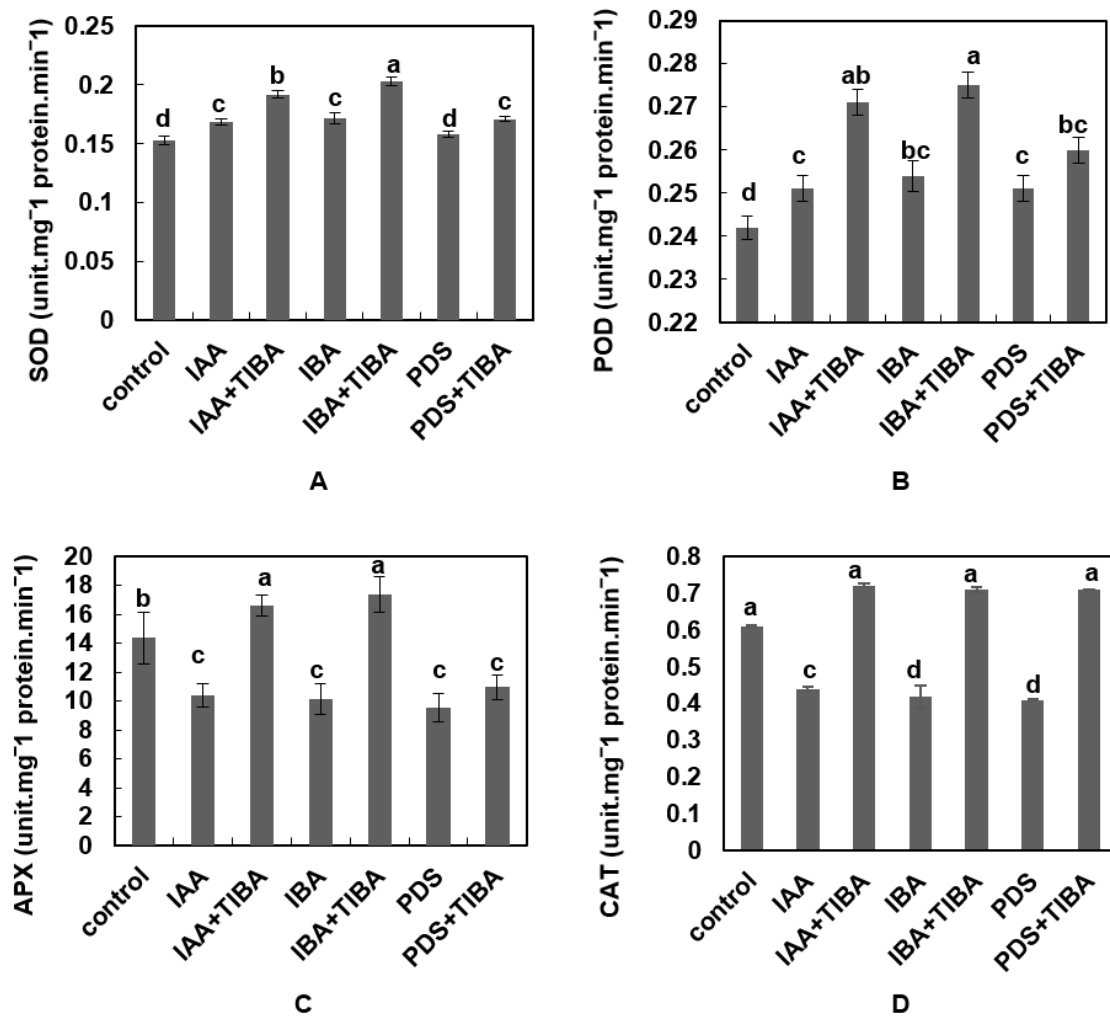 SOD (unit.mg⁻1 protein.min⁻1)
0.25
0.2
0.15
0.1
0.05
0
d
c
b
c
a
d
c
control
IAA
IAA+TIBA
IBA
IBA+TIBA
PDS
PDS+TIBA
A
POD (unit.mg⁻1 protein.min⁻1)
0.29
0.28
0.27
0.26
0.25
0.24
0.23
0.22
d
c
ab
bc
a
c
bc
control
IAA
IAA+TIBA
IBA
IBA+TIBA
PDS
PDS+TIBA
B
APX (unit.mg⁻1 protein.min⁻1)
20
18
16
14
12
10
8
6
4
2
0
b
c
a
c
a
c
c
control
IAA
IAA+TIBA
IBA
IBA+TIBA
PDS
PDS+TIBA
C
CAT (unit.mg⁻1 protein.min⁻1)
0.8
0.7
0.6
0.5
0.4
0.3
0.2
0.1
0
a
c
a
d
a
d
a
control
IAA
IAA+TIBA
IBA
IBA+TIBA
PDS
PDS+TIBA
D